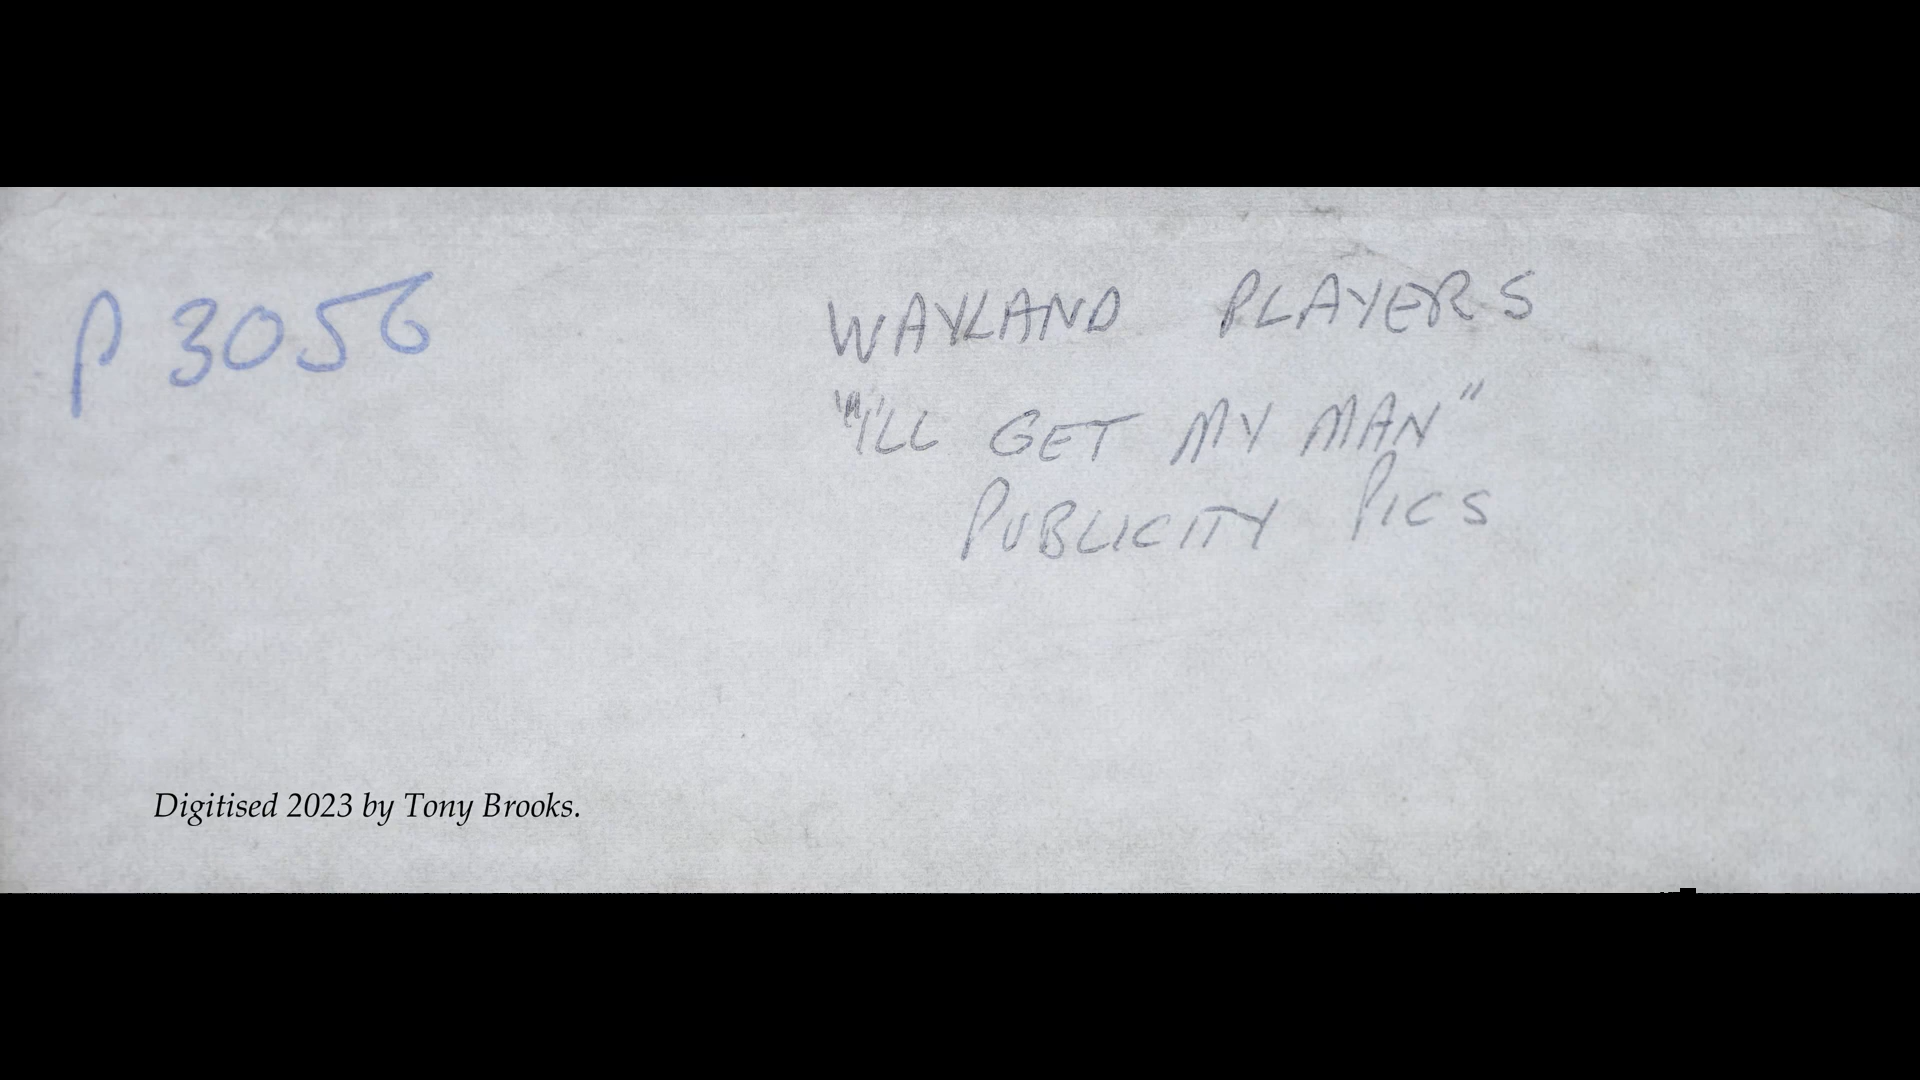 P 3056
WAYLAND PLAYERS
"I'LL GET MY MAN"
PUBLICITY PICS
Digitised 2023 by Tony Brooks.